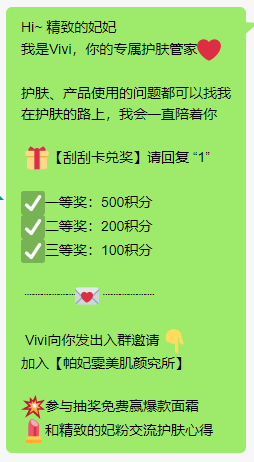 Hi~ 精致的妃妃
我是Vivi，你的专属护肤管家❤️
护肤、产品使用的问题都可以找我
在护肤的路上，我会一直陪着你
🎁【刮刮卡兑奖】请回复 “1”
✅一等奖：500积分
✅二等奖：200积分
✅三等奖：100积分
┈┈┈┈┈💌┈┈┈┈┈
Vivi向你发出入群邀请 👇
加入【帕妃雯美肌颜究所】
💥参与抽奖免费赢爆款面霜
💄和精致的妃粉交流护肤心得